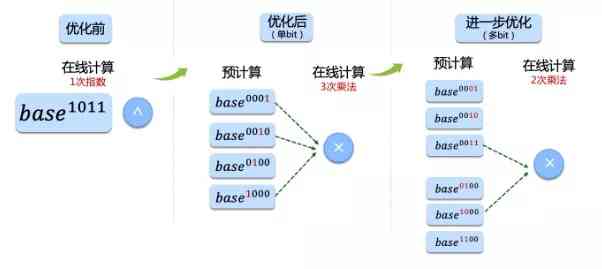 优化前
在线计算
1次指数
base^1011
^
优化后
（单bit）
预计算
在线计算
3次乘法
base^0001
base^0010
base^0100
base^1000
×
进一步优化
（多bit）
预计算
在线计算
2次乘法
base^0001
base^0010
base^0011
base^0100
base^1000
base^1100
×